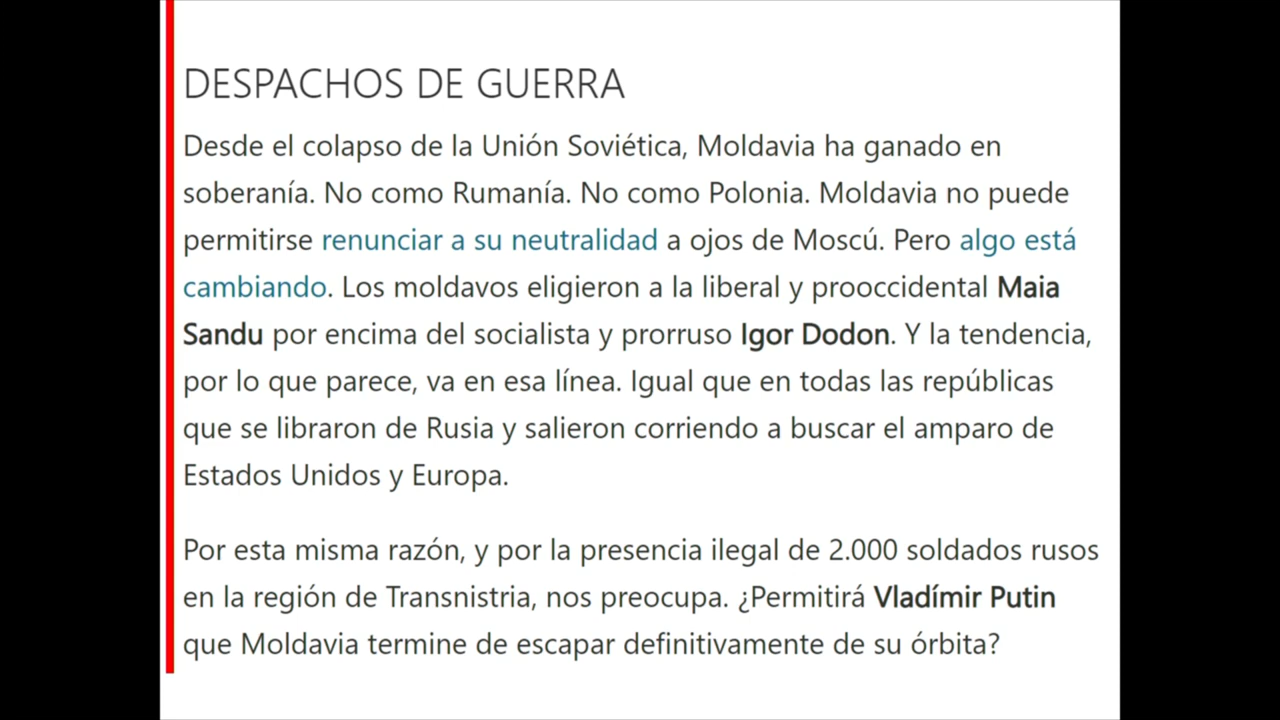 DESPACHOS DE GUERRA
Desde el colapso de la Unión Soviética, Moldavia ha ganado en
soberanía. No como Rumanía. No como Polonia. Moldavia no puede
permitirse renunciar a su neutralidad a ojos de Moscú. Pero algo está
cambiando. Los moldavos eligieron a la liberal y prooccidental Maia
Sandu por encima del socialista y prorruso Igor Dodon. Y la tendencia,
por lo que parece, va en esa línea. Igual que en todas las repúblicas
que se libraron de Rusia y salieron corriendo a buscar el amparo de
Estados Unidos y Europa.
Por esta misma razón, y por la presencia ilegal de 2.000 soldados rusos
en la región de Transnistria, nos preocupa. ¿Permitirá Vladímir Putin
que Moldavia termine de escapar definitivamente de su órbita?